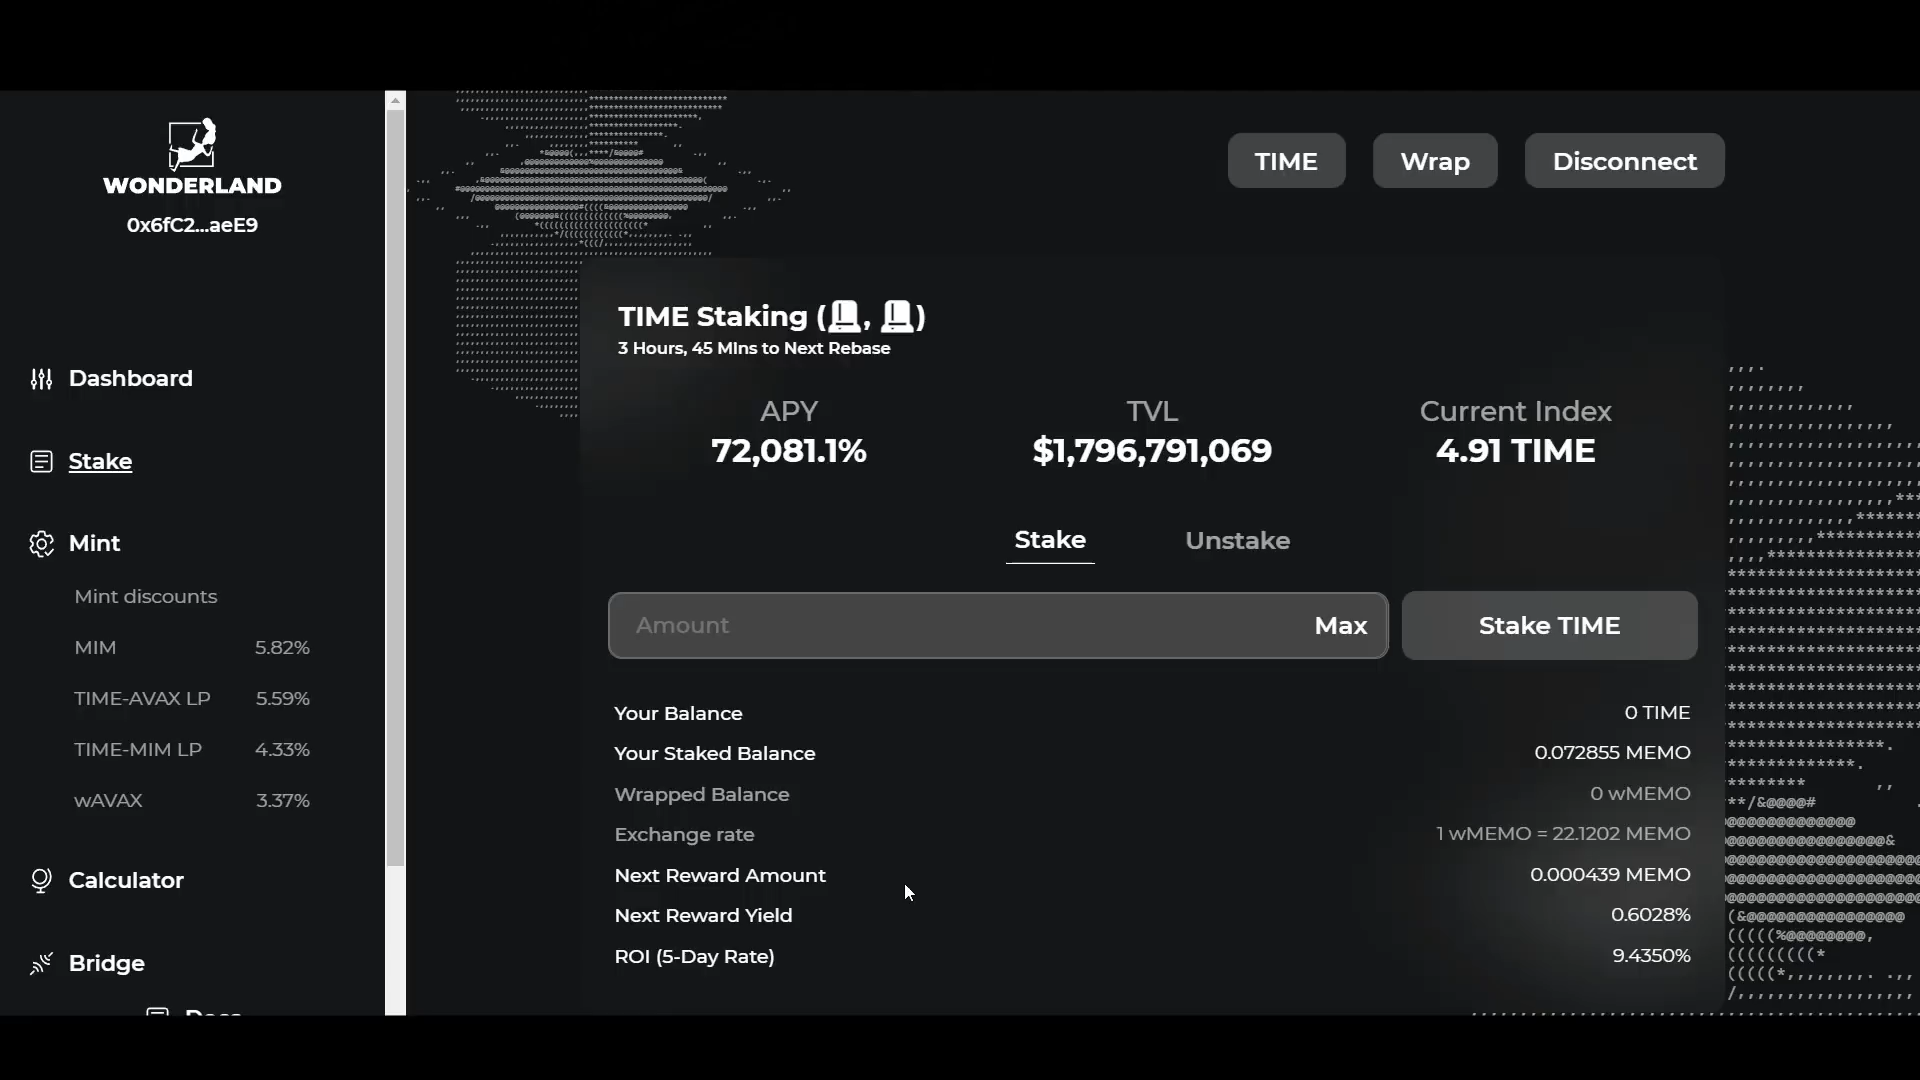 WONDERLAND
0x6fC2...aeE9
Dashboard
Stake
Mint
Mint discounts
MIM 5.82%
TIME-AVAX LP 5.59%
TIME-MIM LP 4.33%
wAVAX 3.37%
Calculator
Bridge
TIME Wrap Disconnect
TIME Staking (
3 Hours, 45 Mins to Next Rebase
APY TVL Current Index
72,081.1% $1,796,791,069 4.91 TIME
Stake Unstake
Amount Max Stake TIME
Your Balance 0 TIME
Your Staked Balance 0.072855 MEMO
Wrapped Balance 0 wMEMO
Exchange rate 1 wMEMO = 22.1202 MEMO
Next Reward Amount 0.000439 MEMO
Next Reward Yield 0.6028%
ROI (5-Day Rate) 9.4350%